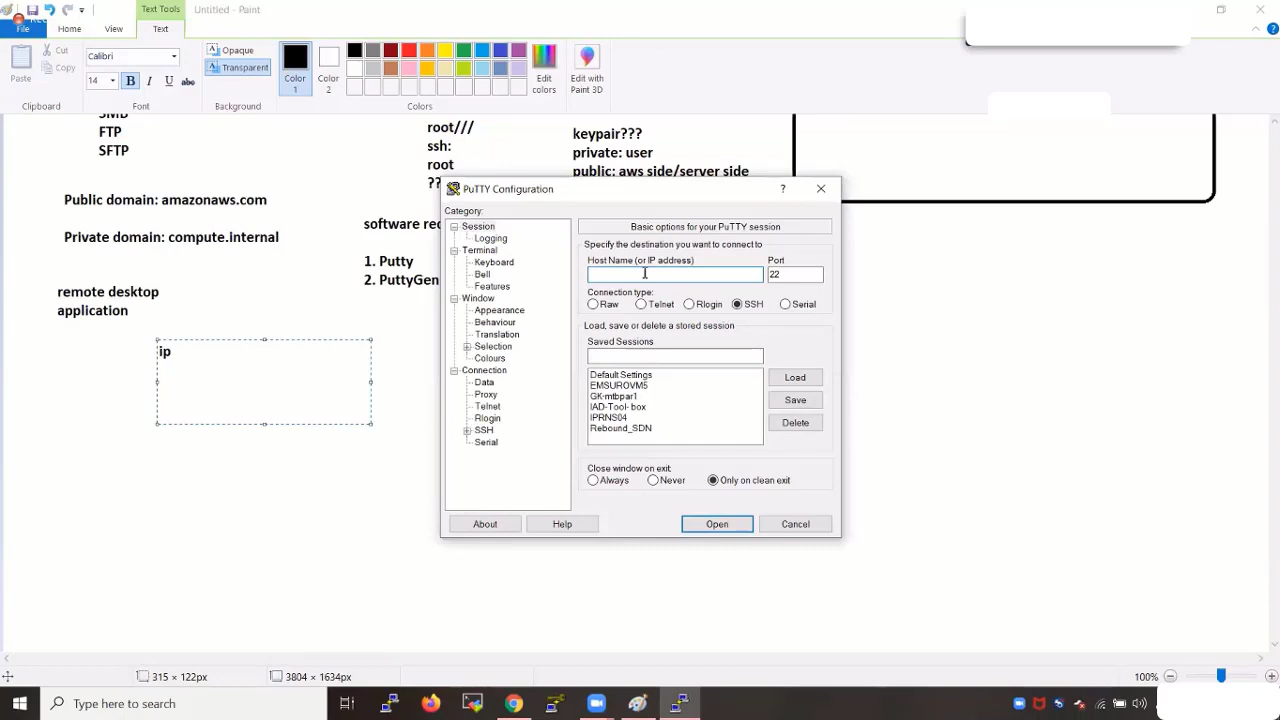 Untitled - Paint
Text Tools
File
Home
View
Text
Paste
Cut
Copy
Clipboard
Calibri
14
B
I
U
abc
Font
Opaque
Transparent
Background
Color
1
Color
2
Colors
Edit
colors
Edit with
Paint 3D
SMB
FTP
SFTP
Public domain: amazonaws.com
Private domain: compute.internal
remote desktop
application
ip
root///
ssh:
root
software
1. Putty
2. PuttyGen
keypair???
private: user
public: aws side/server side
PuTTY Configuration
?
Category:
Session
Logging
Terminal
Keyboard
Bell
Features
Window
Appearance
Behaviour
Translation
Selection
Colours
Connection
Data
Proxy
Telnet
Rlogin
SSH
Serial
Basic options for your PuTTY session
Specify the destination you want to connect to
Host Name (or IP address)
Port
22
Connection type:
Raw
Telnet
Rlogin
SSH
Serial
Load, save or delete a stored session
Saved Sessions
Default Settings
EMSUROVM5
GK-mtbpar1
IAD-Tool- box
IPRNS04
Rebound_SDN
Load
Save
Delete
Close window on exit:
Always
Never
Only on clean exit
About
Help
Open
Cancel
315 × 122px
3804 × 1634px
100%
Type here to search